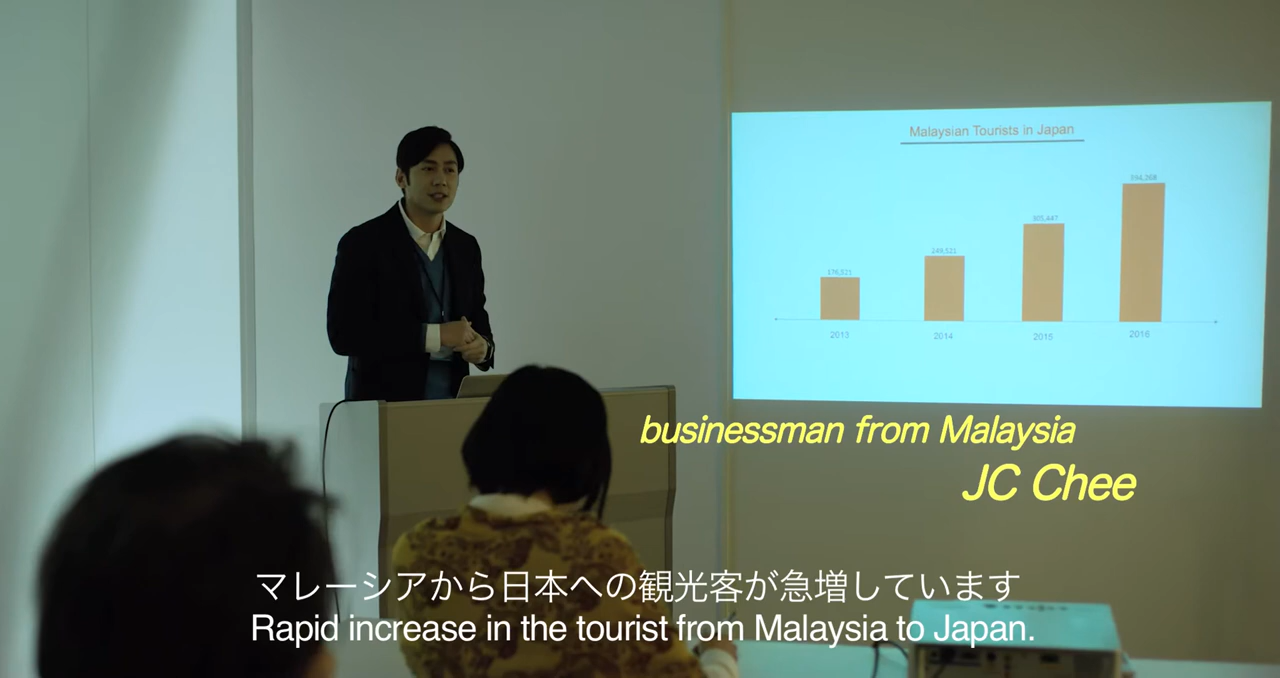 Malaysian Tourists in Japan
394,268
305,447
249,521
176,521
2013
2014
2015
2016
businessman from Malaysia
JC Chee
マレーシアから日本への観光客が急増しています
Rapid increase in the tourist from Malaysia to Japan.